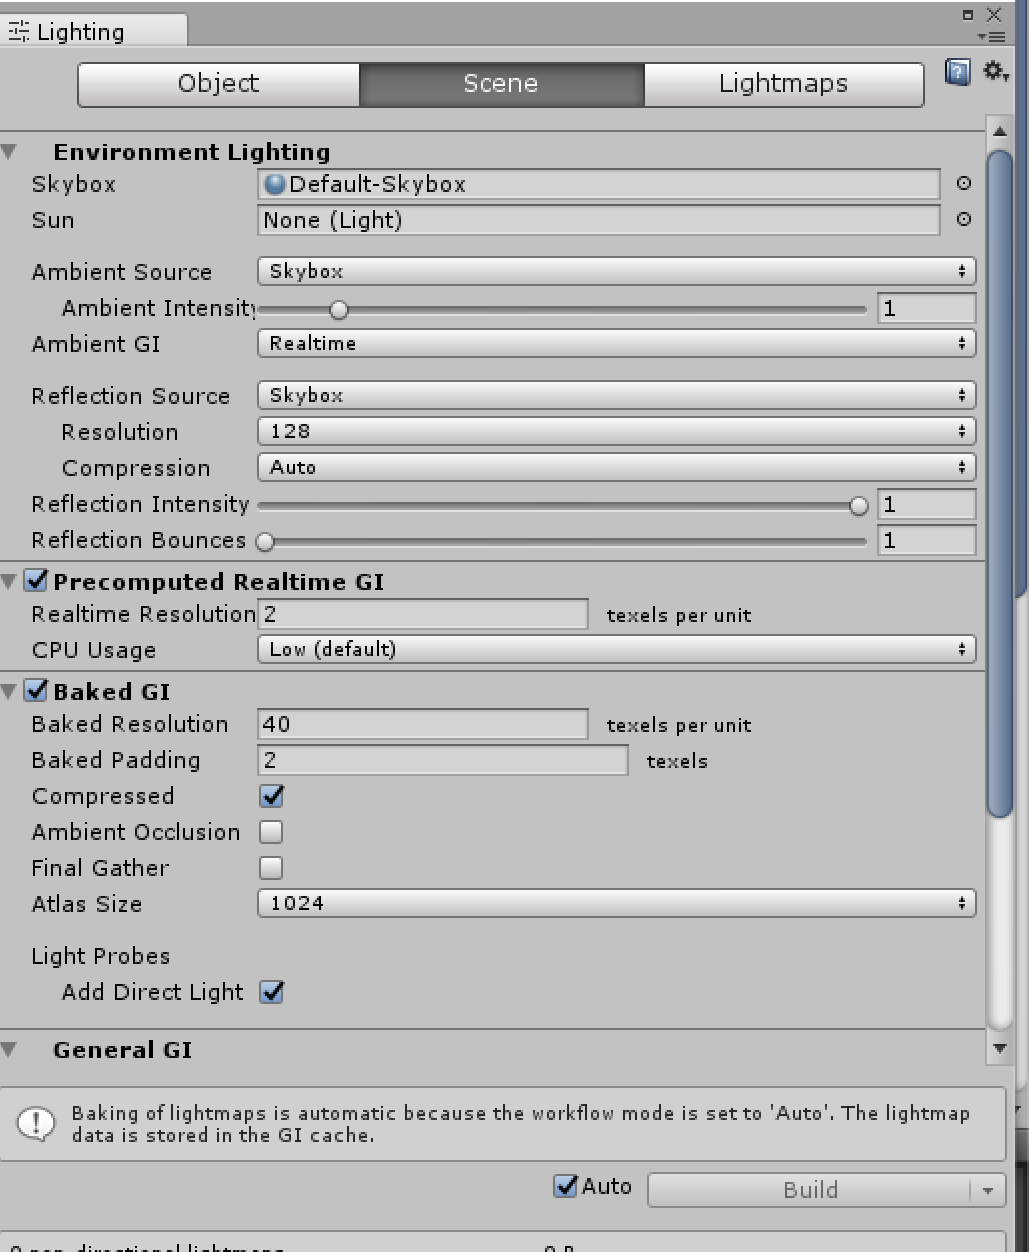 Lighting
Object Scene Lightmaps
Environment Lighting
Skybox Default-Skybox
Sun None (Light)
Ambient Source Skybox
Ambient Intensity 1
Ambient GI Realtime
Reflection Source Skybox
Resolution 128
Compression Auto
Reflection Intensity 1
Reflection Bounces 1
Precomputed Realtime GI
Realtime Resolution 2 texels per unit
CPU Usage Low (default)
Baked GI
Baked Resolution 40 texels per unit
Baked Padding 2 texels
Compressed
Ambient Occlusion
Final Gather
Atlas Size 1024
Light Probes
Add Direct Light
General GI
Baking of lightmaps is automatic because the workflow mode is set to 'Auto'. The lightmap
data is stored in the GI cache.
Auto Build
0 non-directional lightmaps 0 B